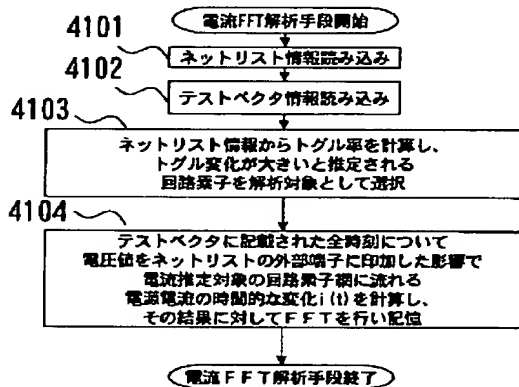 電流FFT解析手段開始
4101
ネットリスト情報読み込み
4102
テストベクタ情報読み込み
4103
ネットリスト情報からトグル率を計算し、
トグル変化が大きいと推定される
回路素子を解析対象として選択
4104
テストベクタに記載された全時刻について
電圧値をネットリストの外部端子に印加した影響で
電流推定対象の回路素子網に流れる
電源電流の時間的な変化i(t)を計算し、
その結果に対してFFTを行い記憶
電流FFT解析手段終了